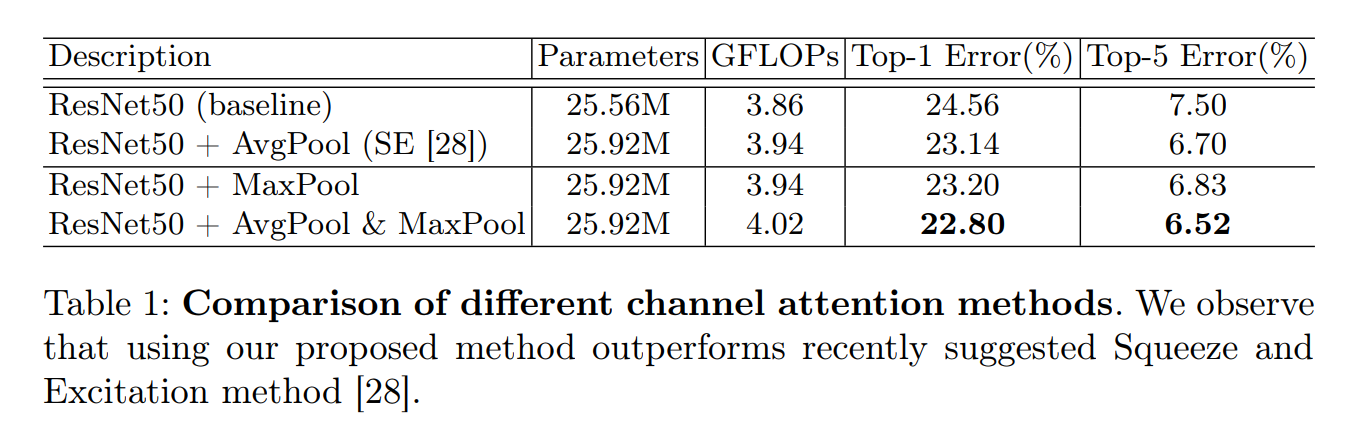 Description Parameters GFLOPs Top-1 Error(%) Top-5 Error(%)
ResNet50 (baseline) 25.56M 3.86 24.56 7.50
ResNet50 + AvgPool (SE [28]) 25.92M 3.94 23.14 6.70
ResNet50 + MaxPool 25.92M 3.94 23.20 6.83
ResNet50 + AvgPool & MaxPool 25.92M 4.02 22.80 6.52
Table 1: Comparison of different channel attention methods. We observe
that using our proposed method outperforms recently suggested Squeeze and
Excitation method [28].